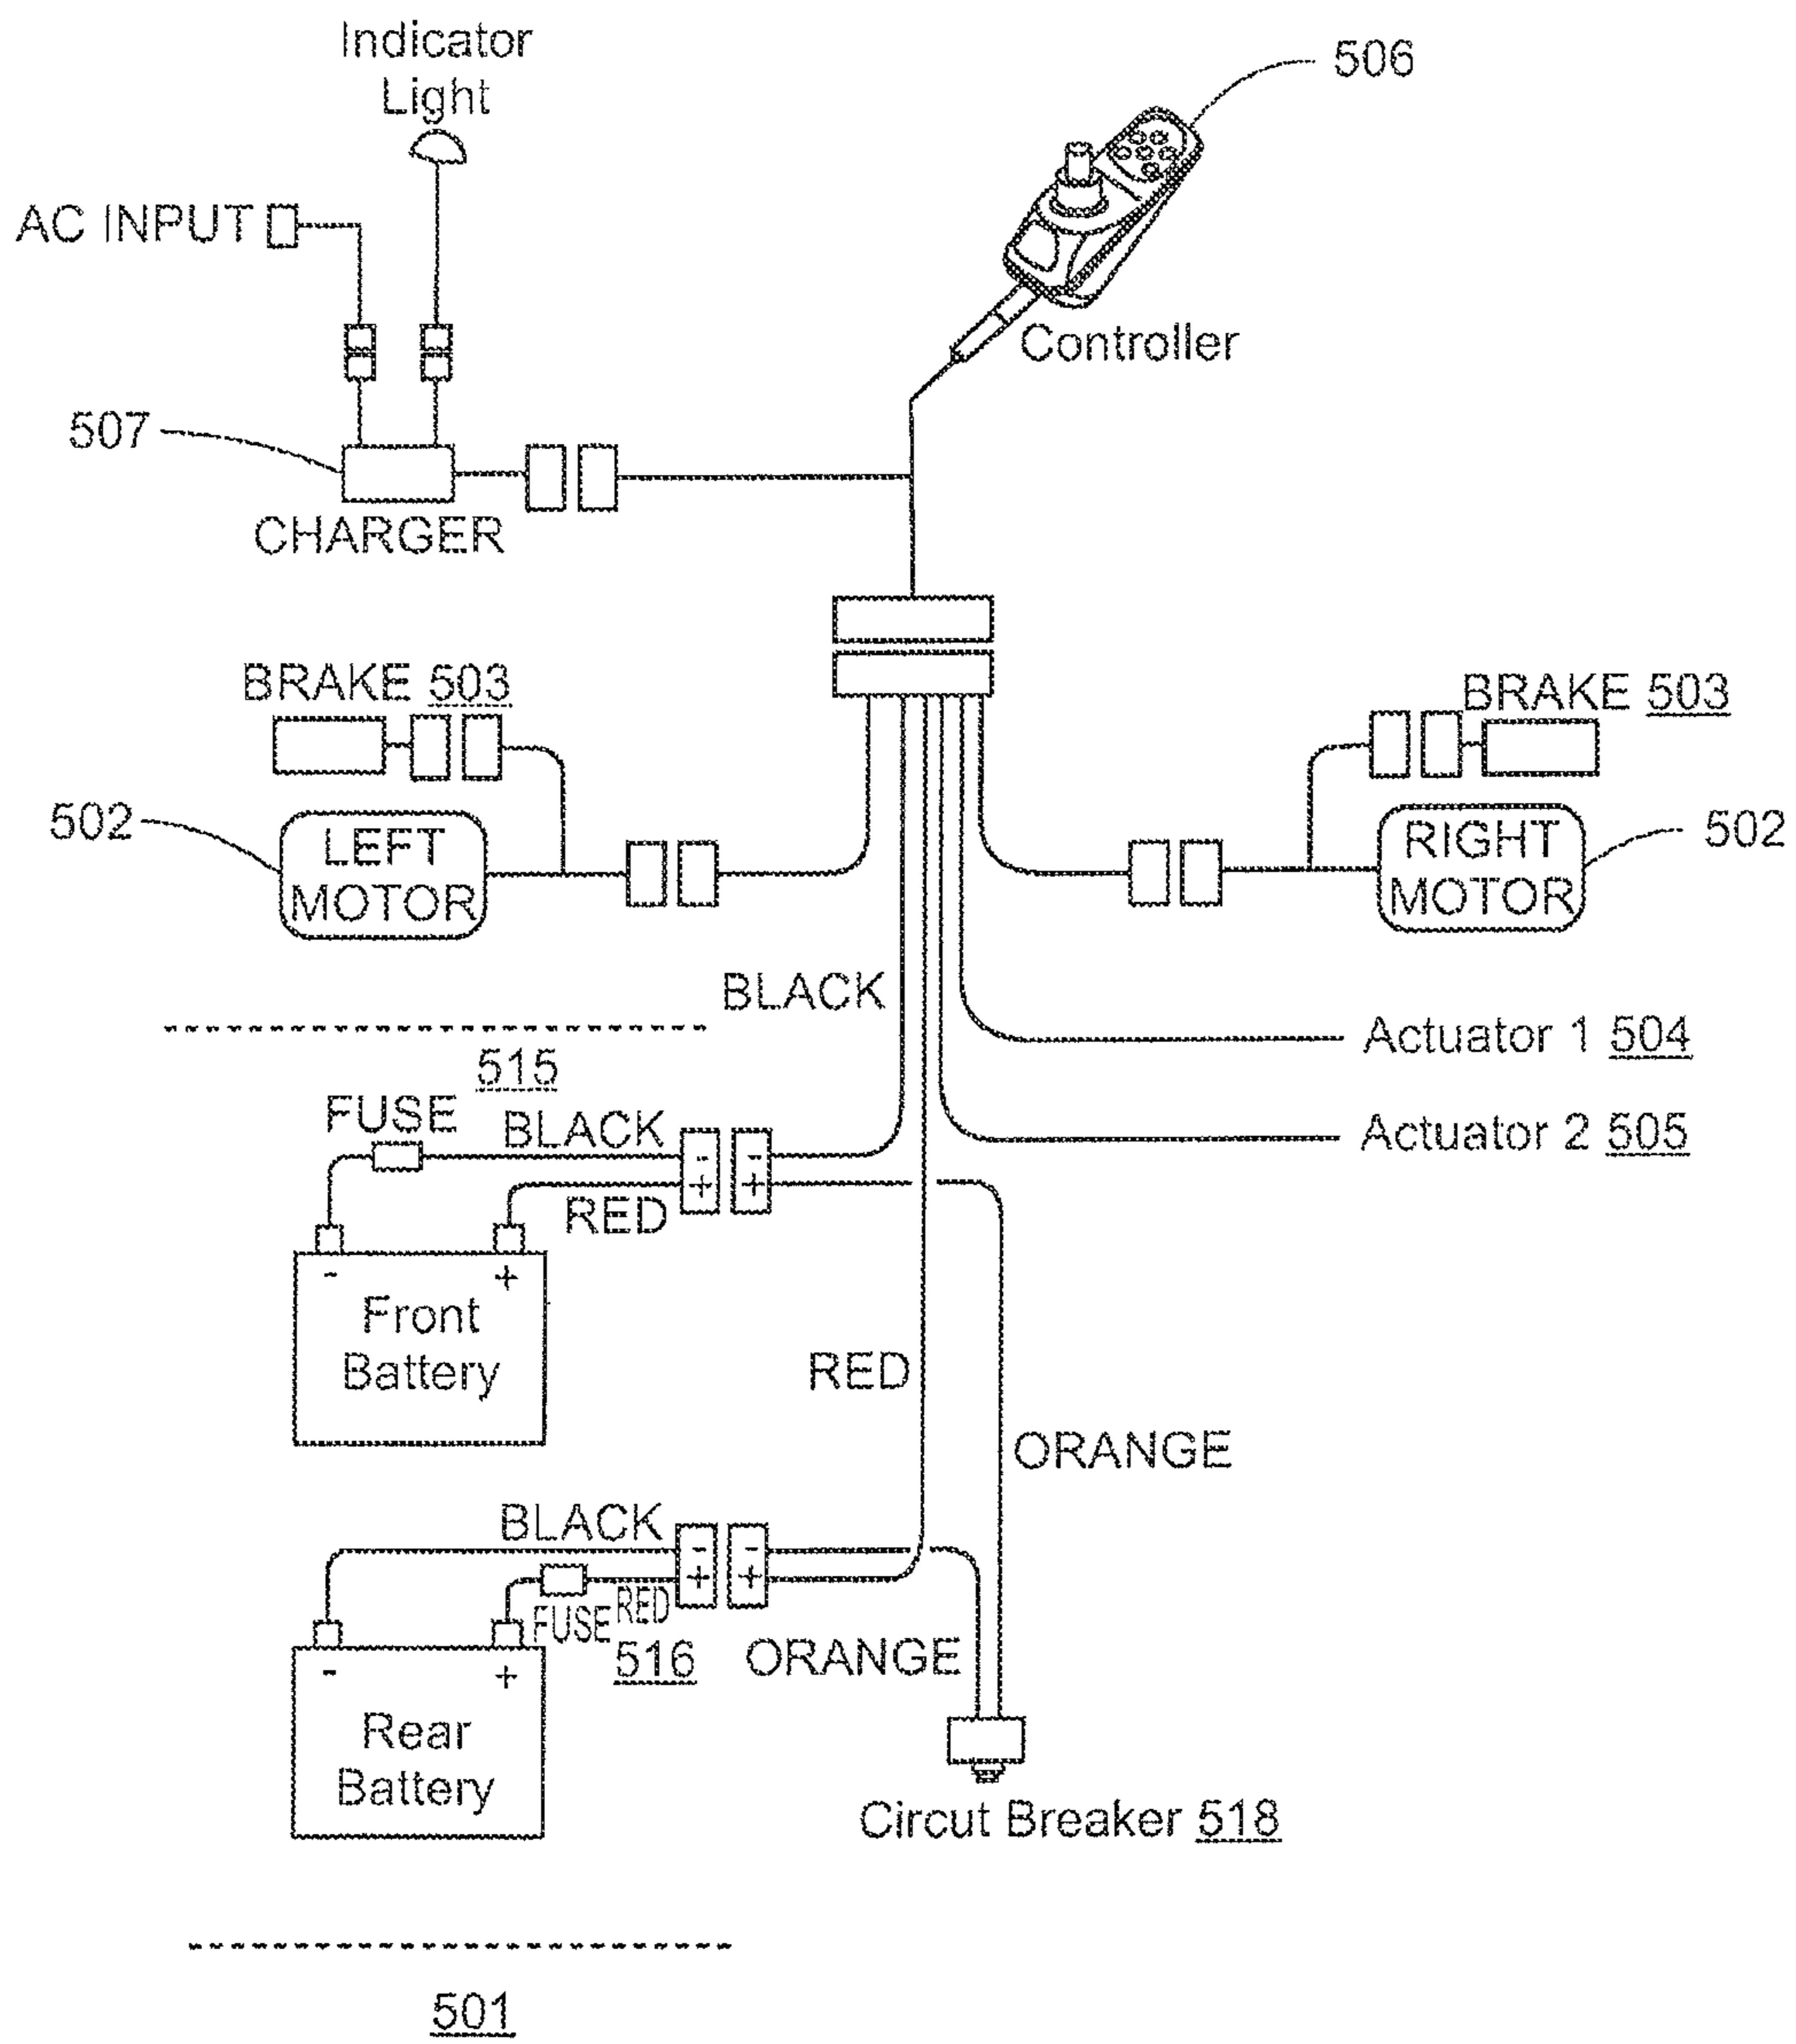 Indicator
Light
506
AC INPUT
Controller
507
CHARGER
BRAKE 503
BRAKE 503
502
LEFT
MOTOR
RIGHT
MOTOR
502
BLACK
Actuator 1 504
515
FUSE
BLACK
Actuator 2 505
- -
+ +
RED
- +
Front
Battery
RED
ORANGE
BLACK
- -
+ +
RED
FUSE
516
ORANGE
- +
Rear
Battery
Circut Breaker 518
501